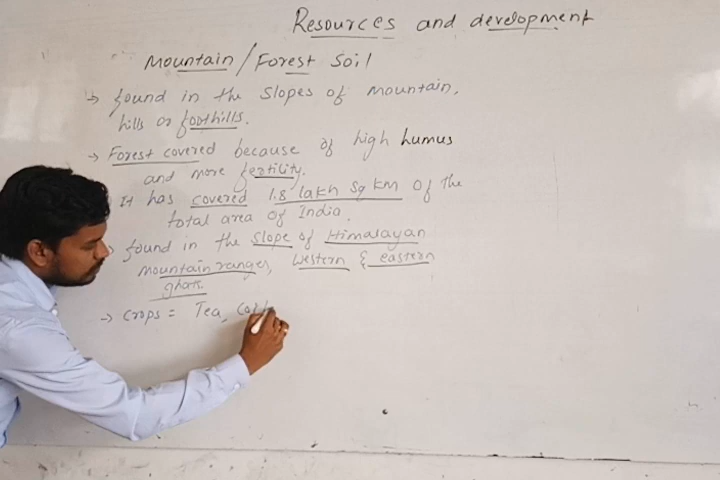 Resources and development
Mountain/Forest Soil
→ found in the slopes of mountain,
hills or foothills.
→ Forest covered because of high humus
and more fertility.
It has covered 1.8 lakh sq km of the
total area of India.
found in the slope of Himalayan
mountain ranges, western & eastern
ghats.
→ Crops = Tea,